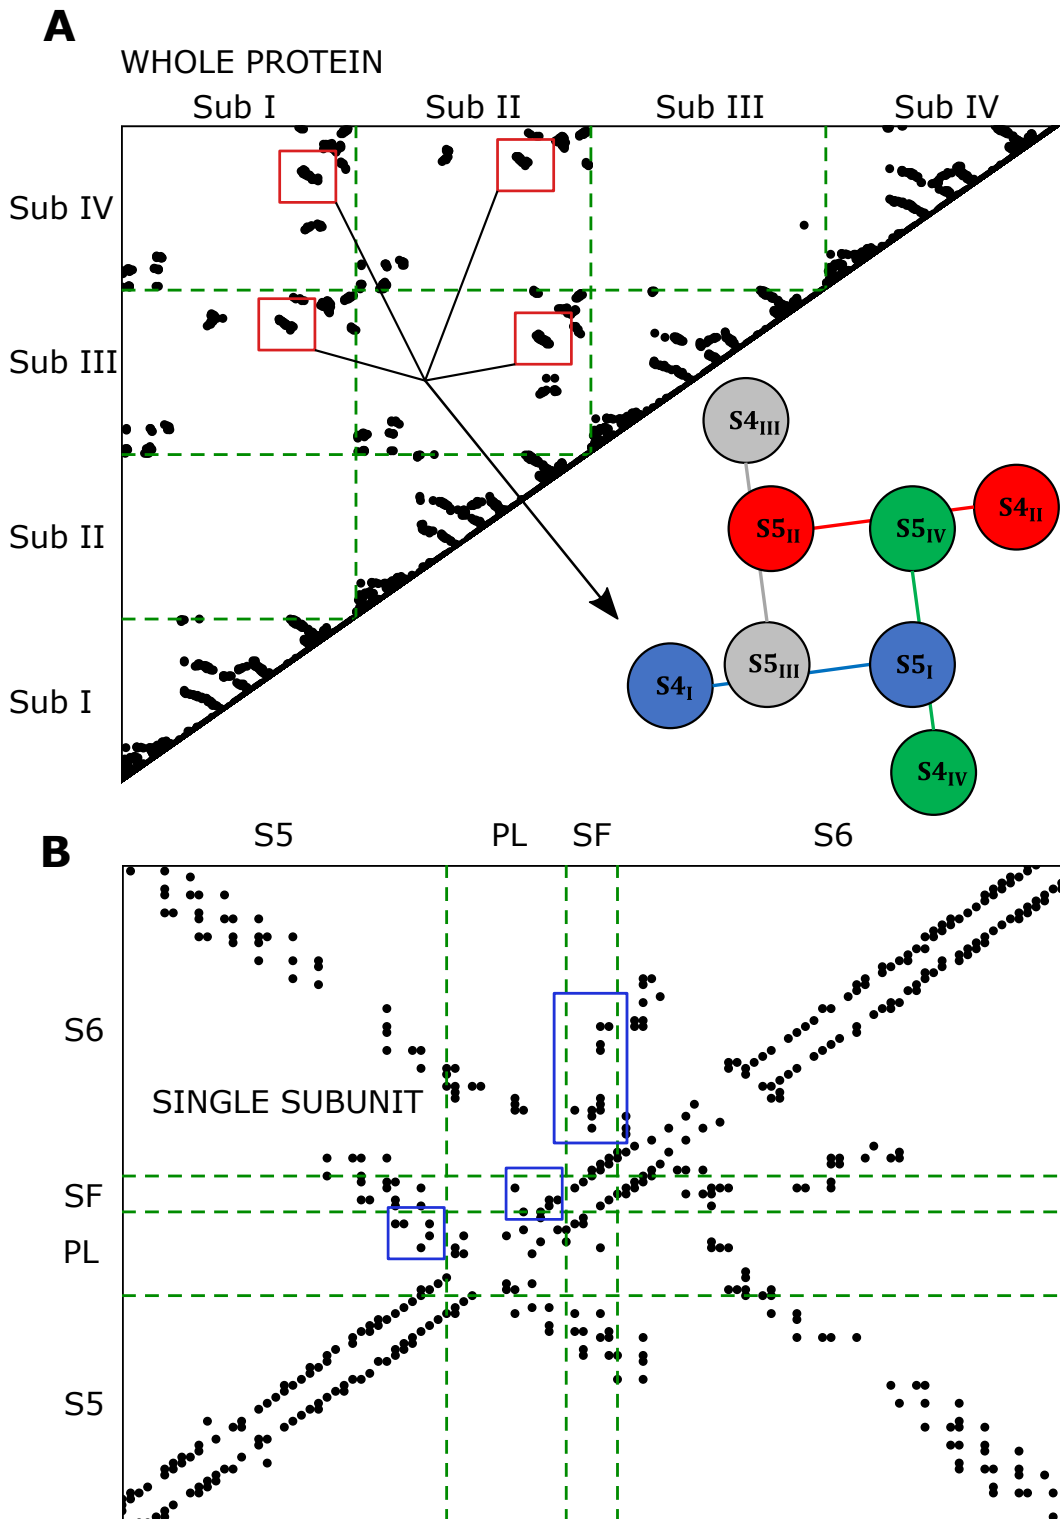 A
WHOLE PROTEIN
Sub I Sub II Sub III Sub IV
Sub IV
Sub III
Sub II
Sub I
S4III
S5II S5IV S4II
S4I S5III S5I
S4IV
B
S5 PL SF S6
S6
SINGLE SUBUNIT
SF
PL
S5